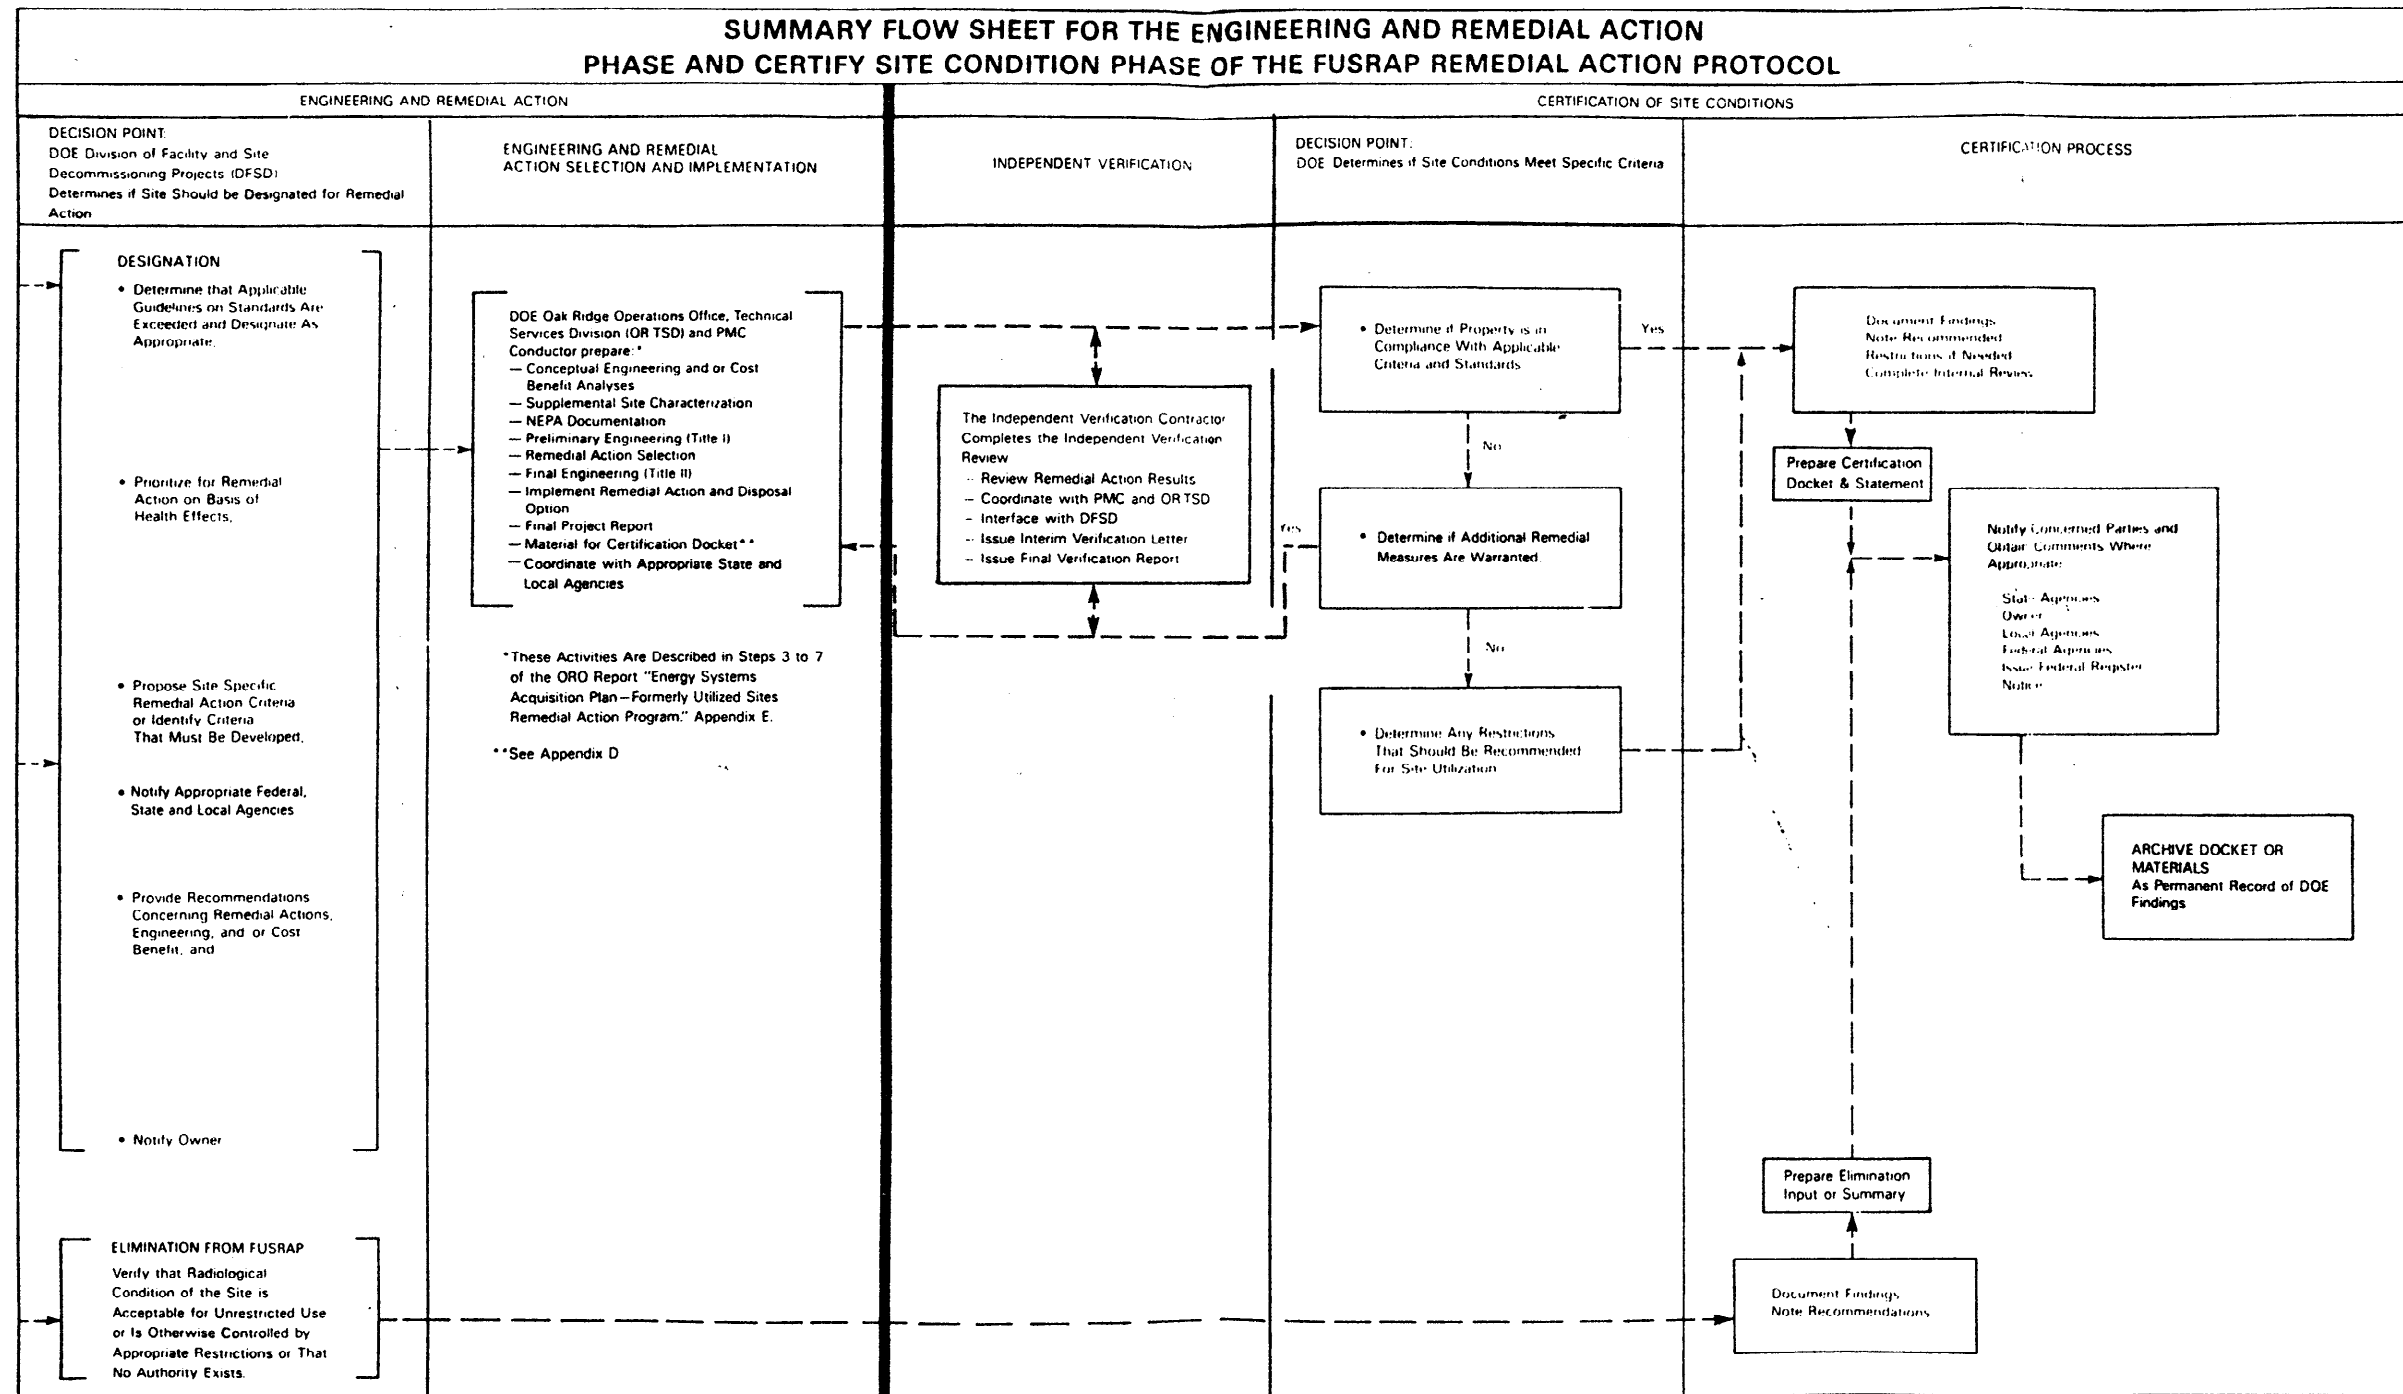 SUMMARY FLOW SHEET FOR THE ENGINEERING AND REMEDIAL ACTION
PHASE AND CERTIFY SITE CONDITION PHASE OF THE FUSRAP REMEDIAL ACTION PROTOCOL
ENGINEERING AND REMEDIAL ACTION
CERTIFICATION OF SITE CONDITIONS
DECISION POINT:
DOE Division of Facility and Site
Decommissioning Projects (DFSD)
Determines if Site Should be Designated for Remedial
Action
ENGINEERING AND REMEDIAL
ACTION SELECTION AND IMPLEMENTATION
INDEPENDENT VERIFICATION
DECISION POINT:
DOE Determines if Site Conditions Meet Specific Criteria
CERTIFICATION PROCESS
DESIGNATION
• Determine that Applicable
Guidelines on Standards Are
Exceeded and Designate As
Appropriate,
• Prioritize for Remedial
Action on Basis of
Health Effects,
• Propose Site Specific
Remedial Action Criteria
or Identify Criteria
That Must Be Developed,
• Notify Appropriate Federal,
State and Local Agencies
• Provide Recommendations
Concerning Remedial Actions,
Engineering, and or Cost
Benefit, and
• Notify Owner
ELIMINATION FROM FUSRAP
Verify that Radiological
Condition of the Site is
Acceptable for Unrestricted Use
or Is Otherwise Controlled by
Appropriate Restrictions or That
No Authority Exists.
DOE Oak Ridge Operations Office, Technical
Services Division (OR TSD) and PMC
Conductor prepare:*
— Conceptual Engineering and or Cost
Benefit Analyses
— Supplemental Site Characterization
— NEPA Documentation
— Preliminary Engineering (Title I)
— Remedial Action Selection
— Final Engineering (Title II)
— Implement Remedial Action and Disposal
Option
— Final Project Report
— Material for Certification Docket**
— Coordinate with Appropriate State and
Local Agencies
*These Activities Are Described in Steps 3 to 7
of the ORO Report "Energy Systems
Acquisition Plan—Formerly Utilized Sites
Remedial Action Program." Appendix E.
**See Appendix D
The Independent Verification Contractor
Completes the Independent Verification
Review
- Review Remedial Action Results
- Coordinate with PMC and OR TSD
- Interface with DFSD
- Issue Interim Verification Letter
- Issue Final Verification Report
• Determine if Property is in
Compliance With Applicable
Criteria and Standards
Yes
No
• Determine if Additional Remedial
Measures Are Warranted.
Yes
No
• Determine Any Restrictions
That Should Be Recommended
For Site Utilization
Document Findings
Note Recommended
Restrictions if Needed
Complete Internal Review
Prepare Certification
Docket & Statement
Notify Concerned Parties and
Obtain Comments Where
Appropriate
State Agencies
Owner
Local Agencies
Federal Agencies
Issue Federal Register
Notice
ARCHIVE DOCKET OR
MATERIALS
As Permanent Record of DOE
Findings
Prepare Elimination
Input or Summary
Document Findings
Note Recommendations